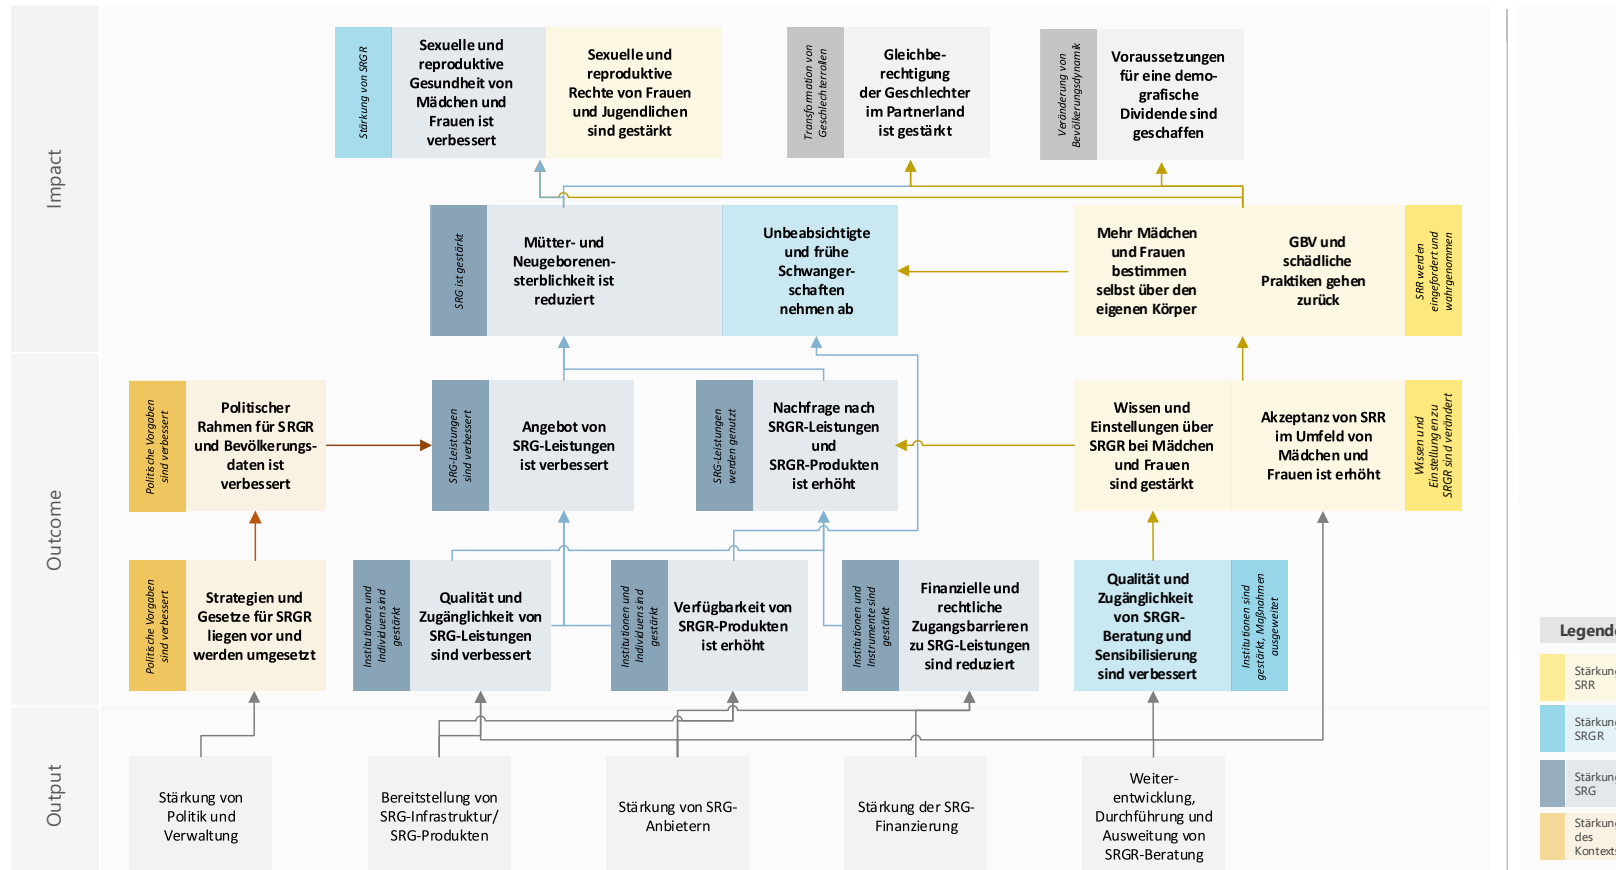 Impact
Stärkung von SRGR
Sexuelle und
reproduktive
Gesundheit von
Mädchen und
Frauen ist
verbessert
Sexuelle und
reproduktive
Rechte von Frauen
und Jugendlichen
sind gestärkt
Transformation von
Geschlechterrollen
Gleichbe-
rechtigung
der Geschlechter
im Partnerland
ist gestärkt
Veränderung von
Bevölkerungsdynamik
Voraussetzungen
für eine demo-
grafische
Dividende sind
geschaffen
SRG ist gestärkt
Mütter- und
Neugeborenen-
sterblichkeit ist
reduziert
Unbeabsichtigte
und frühe
Schwanger-
schaften
nehmen ab
Mehr Mädchen
und Frauen
bestimmen
selbst über den
eigenen Körper
GBV und
schädliche
Praktiken gehen
zurück
SRR werden
eingefordert und
wahrgenommen
Outcome
Politische Vorgaben
sind verbessert
Politischer
Rahmen für SRGR
und Bevölkerungs-
daten ist
verbessert
SRG-Leistungen
sind verbessert
Angebot von
SRG-Leistungen
ist verbessert
SRG-Leistungen
werden genutzt
Nachfrage nach
SRGR-Leistungen
und
SRGR-Produkten
ist erhöht
Wissen und
Einstellungen über
SRGR bei Mädchen
und Frauen
sind gestärkt
Akzeptanz von SRR
im Umfeld von
Mädchen und
Frauen ist erhöht
Wissen und
Einstellungen zu
SRGR sind verändert
Politische Vorgaben
sind verbessert
Strategien und
Gesetze für SRGR
liegen vor und
werden umgesetzt
Institutionen und
Individuen sind
gestärkt
Qualität und
Zugänglichkeit von
SRG-Leistungen
sind verbessert
Institutionen und
Individuen sind
gestärkt
Verfügbarkeit von
SRGR-Produkten
ist erhöht
Institutionen und
Instrumente sind
gestärkt
Finanzielle und
rechtliche
Zugangsbarrieren
zu SRG-Leistungen
sind reduziert
Qualität und
Zugänglichkeit
von SRGR-
Beratung und
Sensibilisierung
sind verbessert
Institutionen sind
gestärkt, Maßnahmen
ausgeweitet
Output
Stärkung von
Politik und
Verwaltung
Bereitstellung von
SRG-Infrastruktur/
SRG-Produkten
Stärkung von SRG-
Anbietern
Stärkung der SRG-
Finanzierung
Weiter-
entwicklung,
Durchführung und
Ausweitung von
SRGR-Beratung
Legende
Stärkung
SRR
Stärkung
SRGR
Stärkung
SRG
Stärkung
des
Kontexts